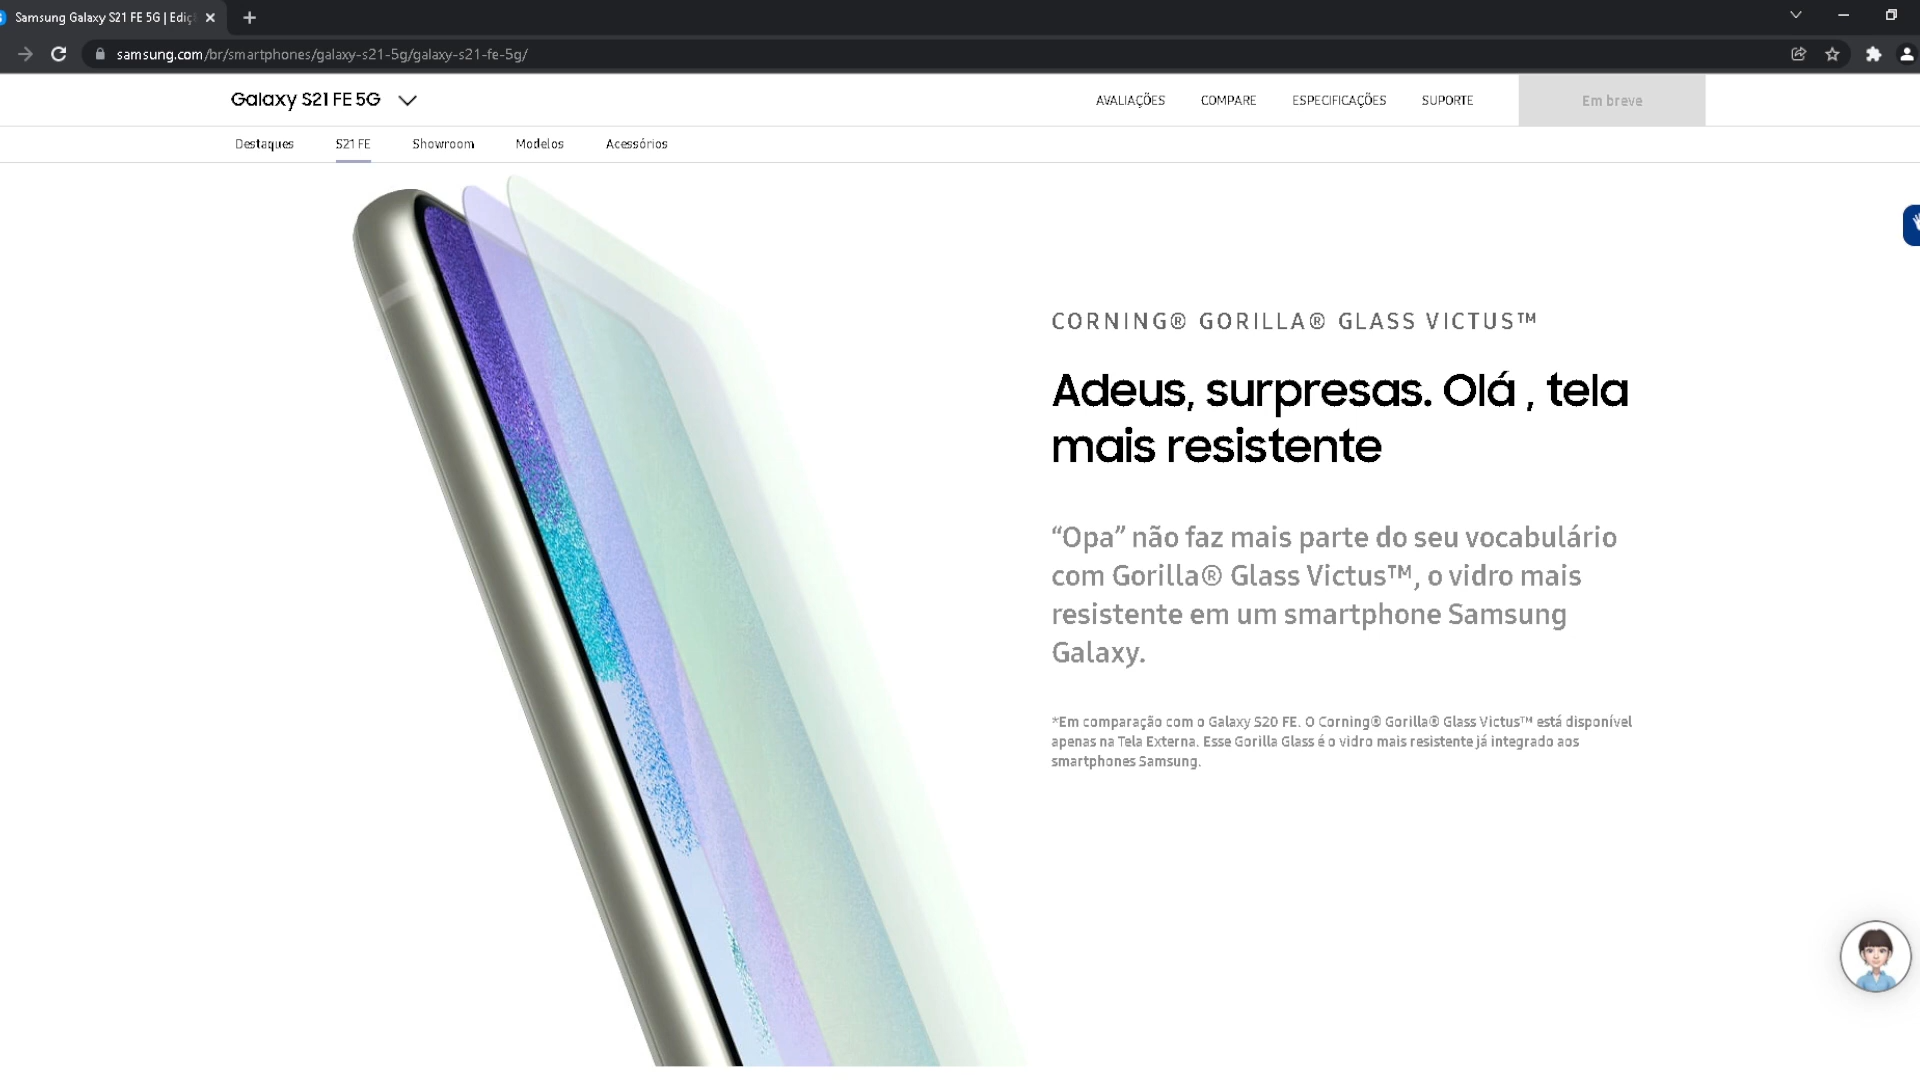 Samsung Galaxy S21 FE 5G | Ediç
samsung.com/br/smartphones/galaxy-s21-5g/galaxy-s21-fe-5g/
Galaxy S21 FE 5G
AVALIAÇÕES COMPARE ESPECIFICAÇÕES SUPORTE Em breve
Destaques S21 FE Showroom Modelos Acessórios
CORNING® GORILLA® GLASS VICTUS™
Adeus, surpresas. Olá , tela
mais resistente
“Opa” não faz mais parte do seu vocabulário
com Gorilla® Glass Victus™, o vidro mais
resistente em um smartphone Samsung
Galaxy.
*Em comparação com o Galaxy S20 FE. O Corning® Gorilla® Glass Victus™ está disponível
apenas na Tela Externa. Esse Gorilla Glass é o vidro mais resistente já integrado aos
smartphones Samsung.